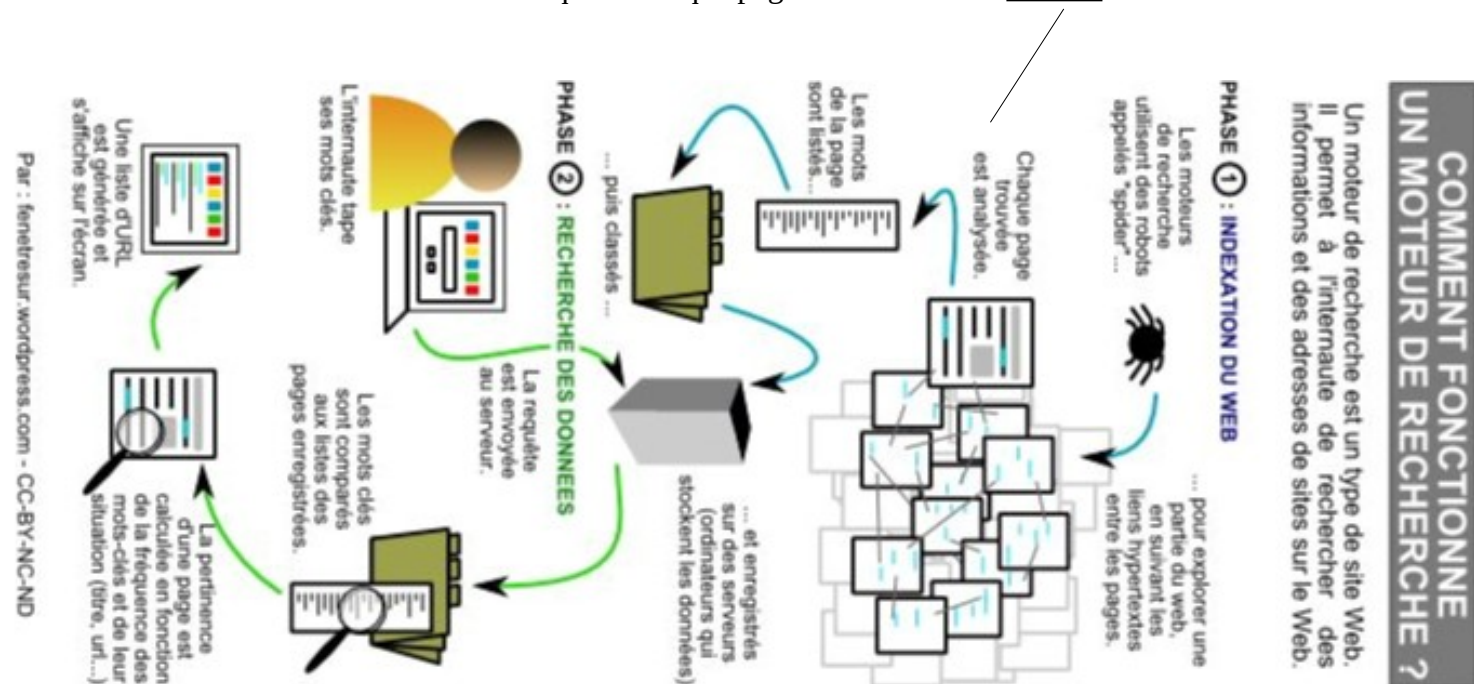 COMMENT FONCTIONNE
UN MOTEUR DE RECHERCHE ?
Un moteur de recherche est un type de site Web.
Il permet à l'internaute de rechercher des
informations et des adresses de sites sur le Web.
PHASE 1 : INDEXATION DU WEB
Les moteurs
de recherche
utilisent des robots
appelés "spider"...
... pour explorer une
partie du web,
en suivant les
liens hypertextes
entre les pages.
Chaque page
trouvée
est analysée.
Les mots
de la page
sont listés...
... puis classés ...
... et enregistrés
sur des serveurs
(ordinateurs qui
stockent les données)
PHASE 2 : RECHERCHE DES DONNEES
L'internaute tape
ses mots clés.
La requête
est envoyée
au serveur.
Les mots clés
sont comparés
aux listes des
pages enregistrées.
La pertinence
d'une page est
calculée en fonction
de la fréquence des
mots-clés et de leur
situation (titre, url...)
Une liste d'URL
est générée et
s'affiche sur l'écran.
Par : fenetresur.wordpress.com - CC-BY-NC-ND